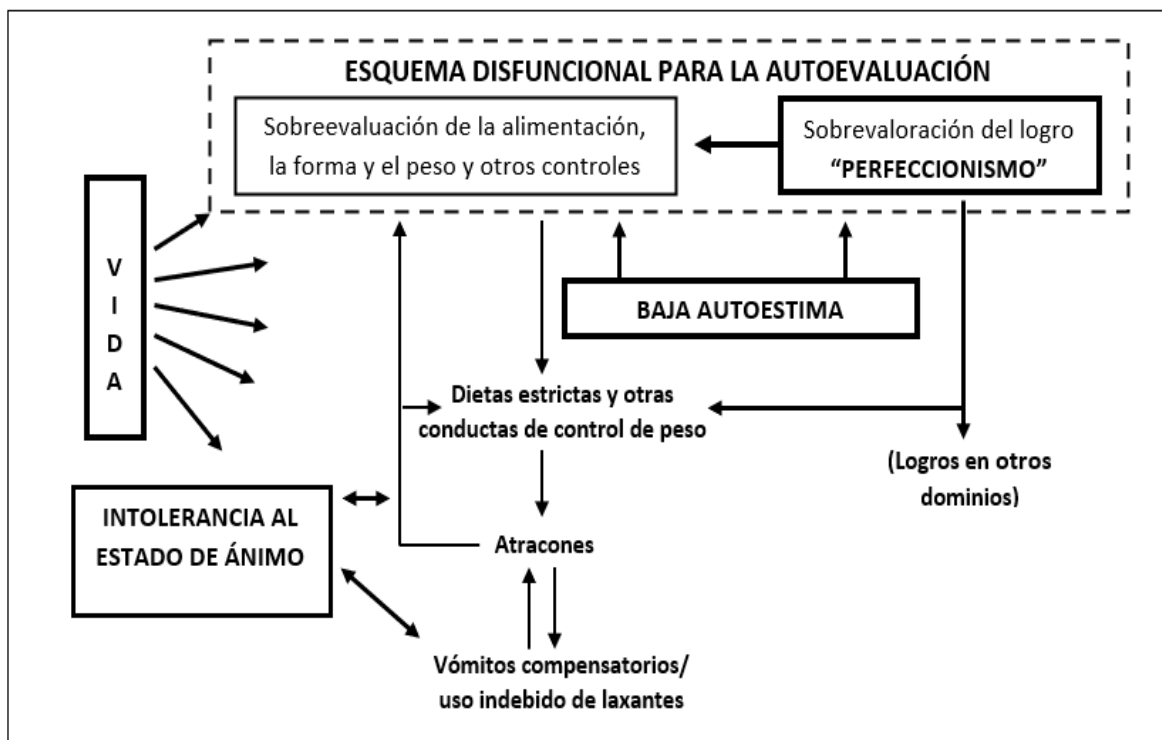 ESQUEMA DISFUNCIONAL PARA LA AUTOEVALUACIÓN
Sobreevaluación de la alimentación,
la forma y el peso y otros controles
Sobrevaloración del logro
“PERFECCIONISMO”
V
I
D
A
BAJA AUTOESTIMA
Dietas estrictas y otras
conductas de control de peso
(Logros en otros
dominios)
INTOLERANCIA AL
ESTADO DE ÁNIMO
Atracones
Vómitos compensatorios/
uso indebido de laxantes